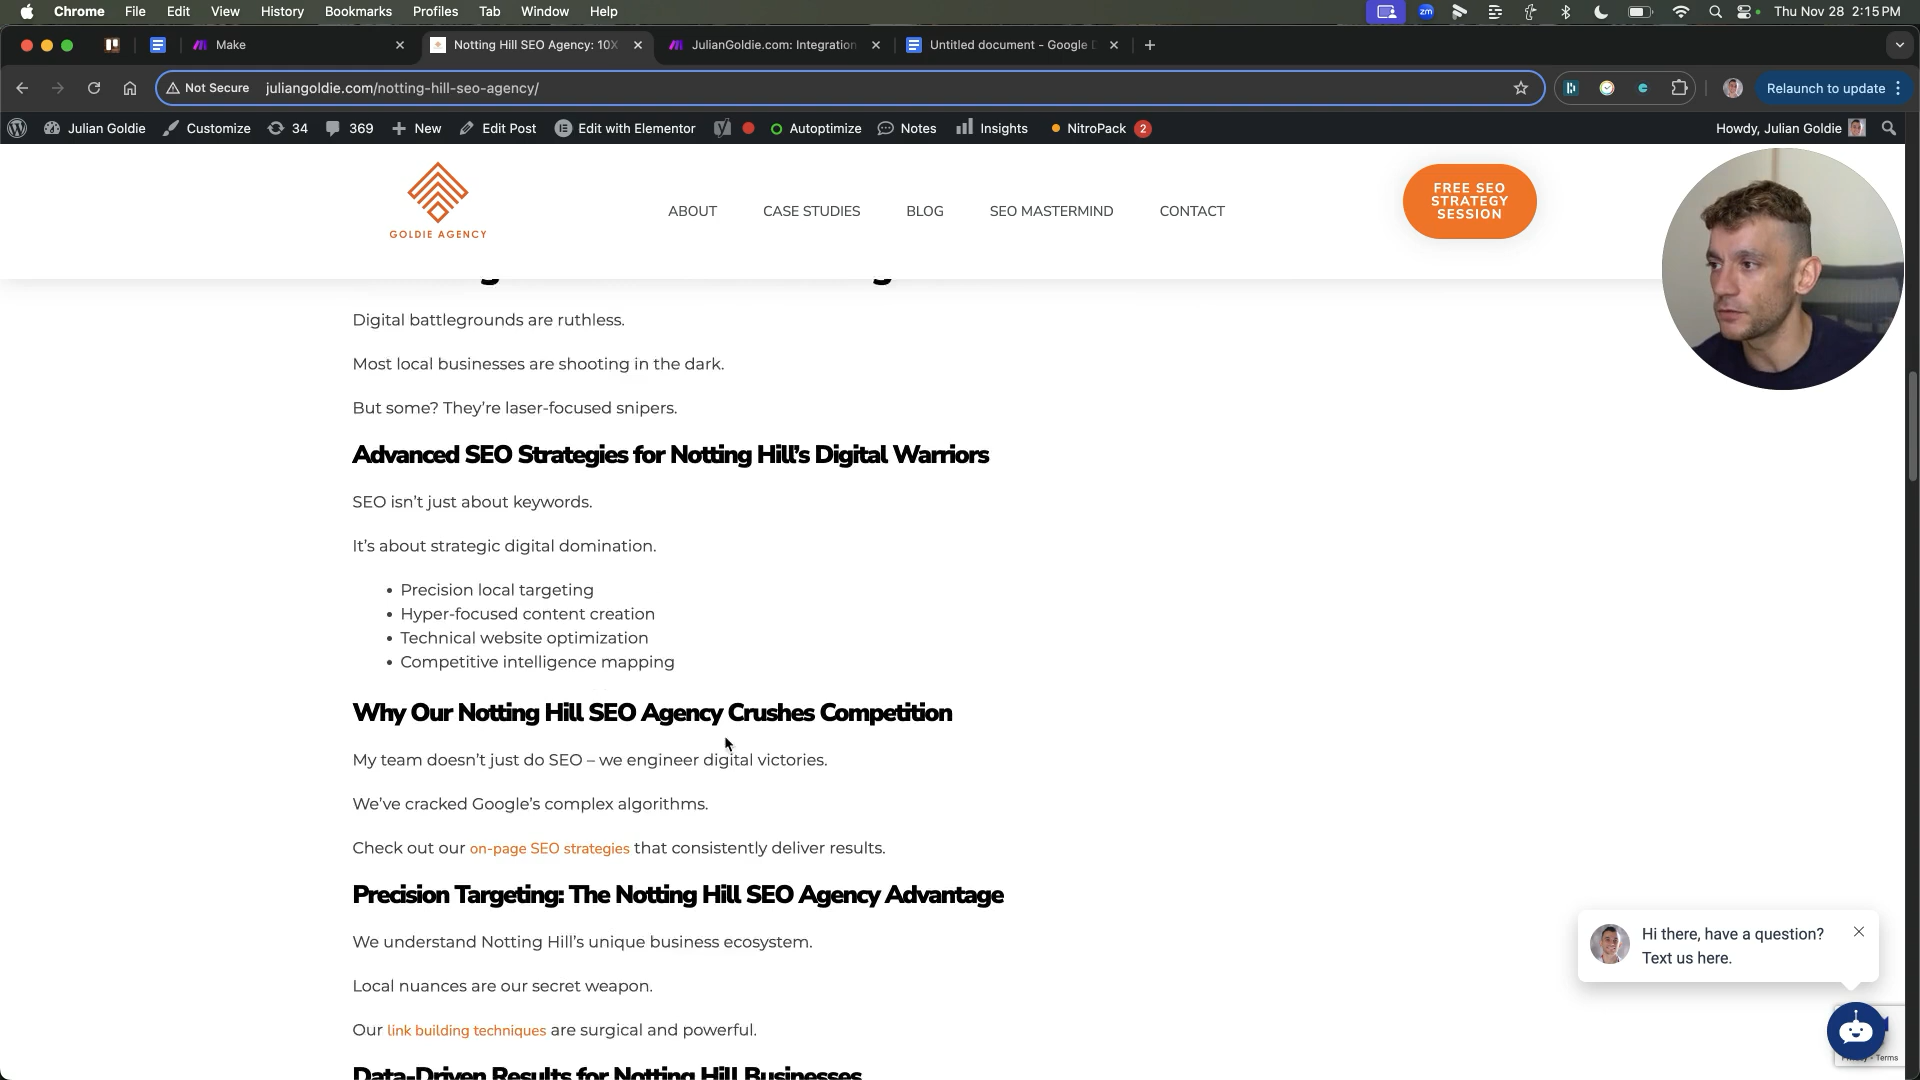 Chrome File Edit View History Bookmarks Profiles Tab Window Help
zm
Thu Nov 28 2:15 PM
Make
Notting Hill SEO Agency: 10X
JulianGoldie.com: Integration
Untitled document - Google D
Not Secure juliangoldie.com/notting-hill-seo-agency/
Relaunch to update
Julian Goldie Customize 34 369 New Edit Post Edit with Elementor Autoptimize Notes Insights NitroPack 2
Howdy, Julian Goldie
GOLDIE AGENCY
ABOUT CASE STUDIES BLOG SEO MASTERMIND CONTACT
FREE SEO
STRATEGY
SESSION
Digital battlegrounds are ruthless.
Most local businesses are shooting in the dark.
But some? They’re laser-focused snipers.
Advanced SEO Strategies for Notting Hill’s Digital Warriors
SEO isn’t just about keywords.
It’s about strategic digital domination.
• Precision local targeting
• Hyper-focused content creation
• Technical website optimization
• Competitive intelligence mapping
Why Our Notting Hill SEO Agency Crushes Competition
My team doesn’t just do SEO – we engineer digital victories.
We’ve cracked Google’s complex algorithms.
Check out our on-page SEO strategies that consistently deliver results.
Precision Targeting: The Notting Hill SEO Agency Advantage
We understand Notting Hill’s unique business ecosystem.
Local nuances are our secret weapon.
Our link building techniques are surgical and powerful.
Data-Driven Results for Notting Hill Businesses
Hi there, have a question?
Text us here.
- Terms